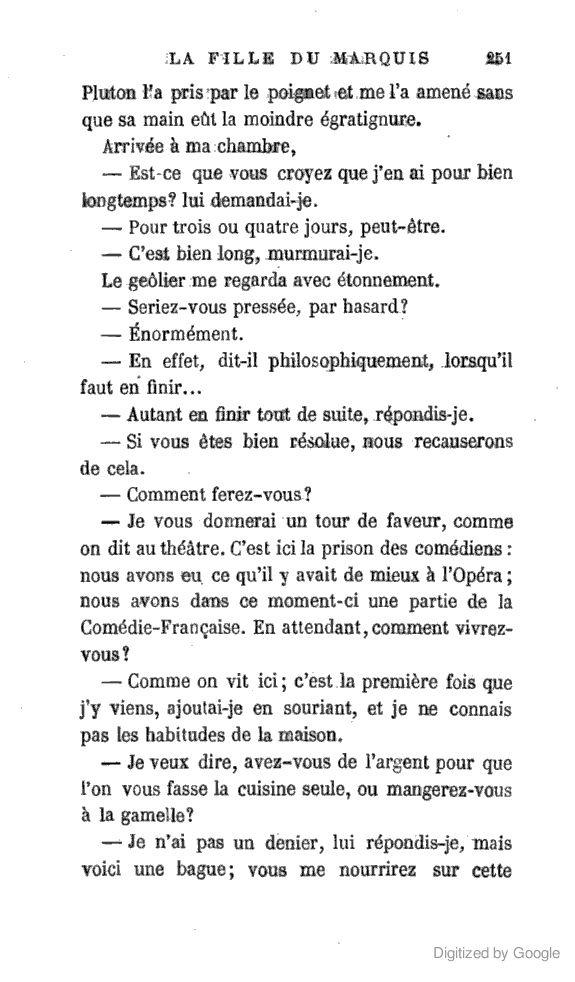 LA FILLE DU MARQUIS 251
Pluton l'a pris par le poignet et me l'a amené sans
que sa main eût la moindre égratignure.
Arrivée à ma chambre,
— Est-ce que vous croyez que j'en ai pour bien
longtemps? lui demandai-je.
— Pour trois ou quatre jours, peut-être.
— C'est bien long, murmurai-je.
Le geôlier me regarda avec étonnement.
— Seriez-vous pressée, par hasard?
— Énormément.
— En effet, dit-il philosophiquement, lorsqu'il
faut en finir...
— Autant en finir tout de suite, répondis-je.
— Si vous êtes bien résolue, nous recauserons
de cela.
— Comment ferez-vous?
— Je vous donnerai un tour de faveur, comme
on dit au théâtre. C'est ici la prison des comédiens :
nous avons eu ce qu'il y avait de mieux à l'Opéra;
nous avons dans ce moment-ci une partie de la
Comédie-Française. En attendant, comment vivrez-
vous?
— Comme on vit ici; c'est la première fois que
j'y viens, ajoutai-je en souriant, et je ne connais
pas les habitudes de la maison.
— Je veux dire, avez-vous de l'argent pour que
l'on vous fasse la cuisine seule, ou mangerez-vous
à la gamelle?
— Je n'ai pas un denier, lui répondis-je, mais
voici une bague; vous me nourrirez sur cette
Digitized by Google